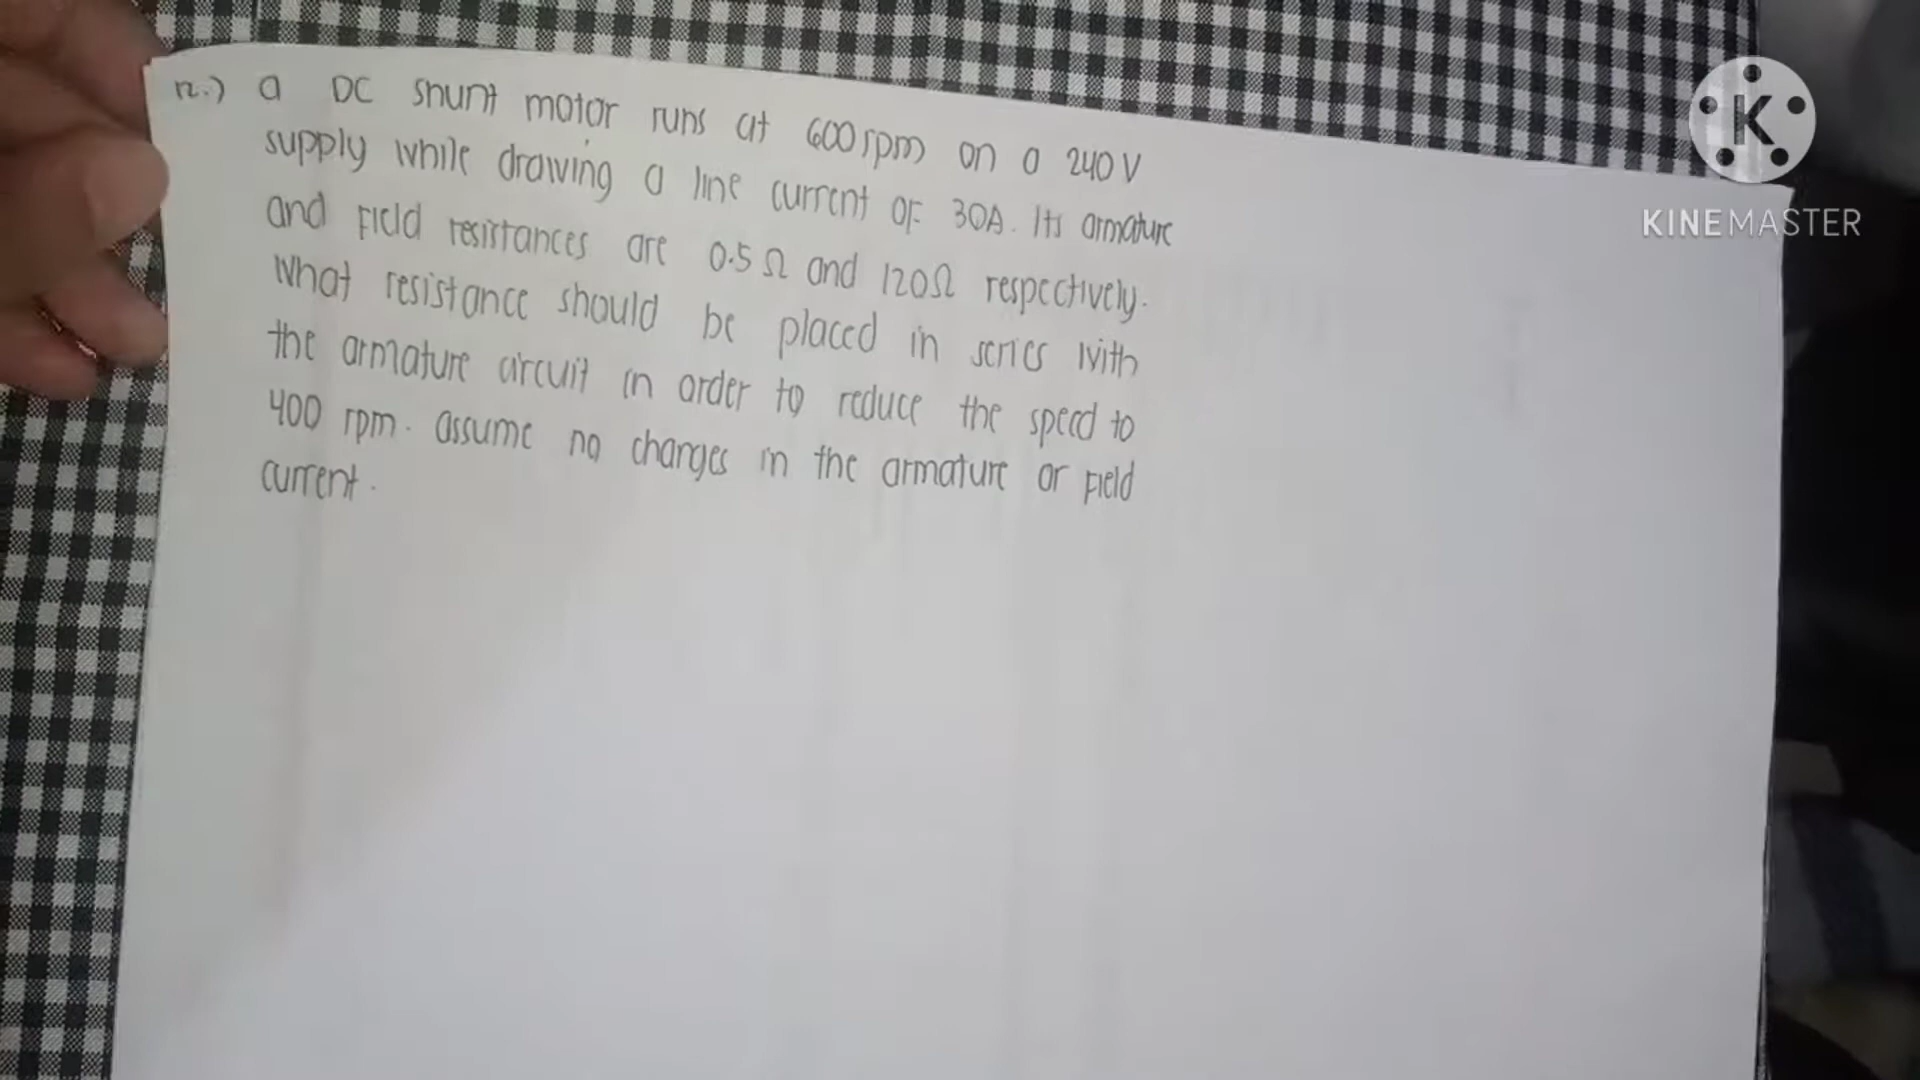 12.) a DC shunt motor runs at 600 rpm on a 240 V
supply while drawing a line current of 30A. Its armature
and field resistances are 0.5 Ω and 120Ω respectively.
What resistance should be placed in series with
the armature circuit in order to reduce the speed to
400 rpm. assume no changes in the armature or field
current.
K
KINEMASTER